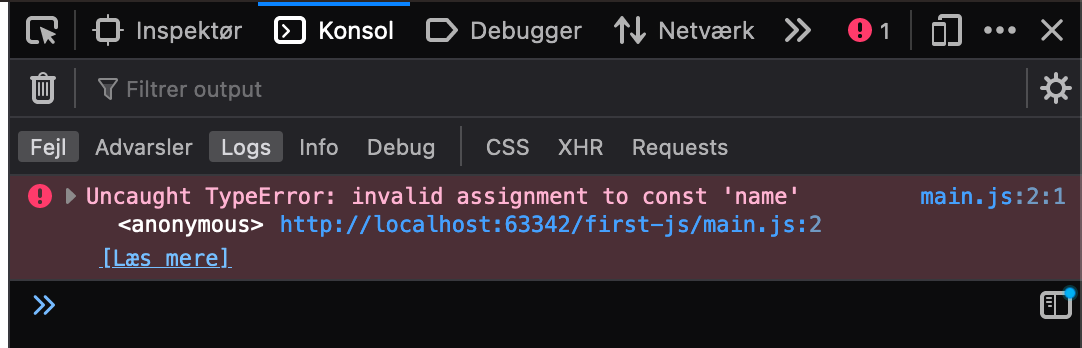 Inspektør Konsol Debugger Netværk 1
Filtrer output
Fejl Advarsler Logs Info Debug CSS XHR Requests
Uncaught TypeError: invalid assignment to const 'name' main.js:2:1
<anonymous> http://localhost:63342/first-js/main.js:2
[Læs mere]